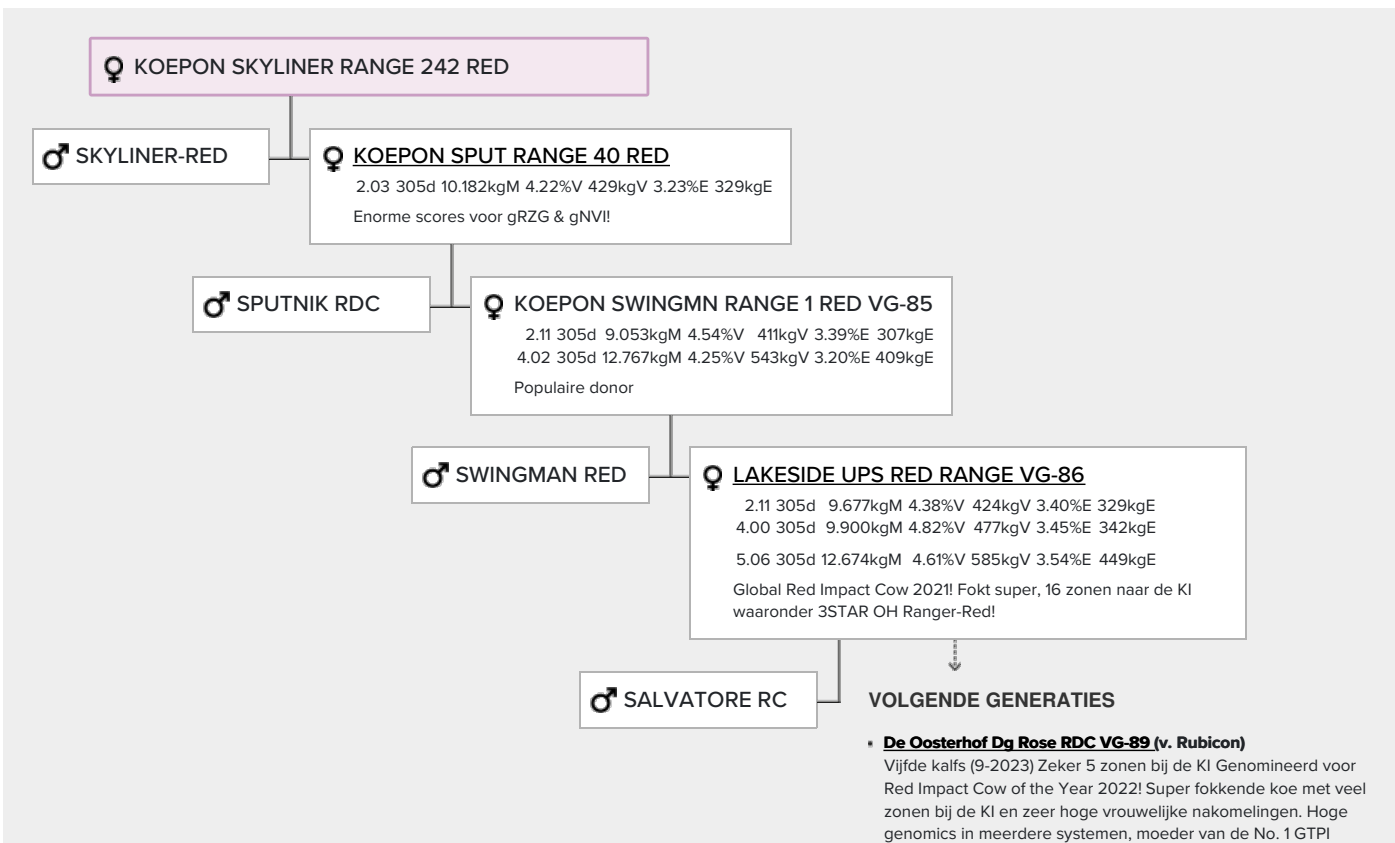 KOEPON SKYLINER RANGE 242 RED
SKYLINER-RED
KOEPON SPUT RANGE 40 RED
2.03 305d 10.182kgM 4.22%V 429kgV 3.23%E 329kgE
Enorme scores voor gRZG & gNVI!
SPUTNIK RDC
KOEPON SWINGMN RANGE 1 RED VG-85
2.11 305d 9.053kgM 4.54%V 411kgV 3.39%E 307kgE
4.02 305d 12.767kgM 4.25%V 543kgV 3.20%E 409kgE
Populaire donor
SWINGMAN RED
LAKESIDE UPS RED RANGE VG-86
2.11 305d 9.677kgM 4.38%V 424kgV 3.40%E 329kgE
4.00 305d 9.900kgM 4.82%V 477kgV 3.45%E 342kgE
5.06 305d 12.674kgM 4.61%V 585kgV 3.54%E 449kgE
Global Red Impact Cow 2021! Fokt super, 16 zonen naar de KI
waaronder 3STAR OH Ranger-Red!
SALVATORE RC
VOLGENDE GENERATIES
De Oosterhof Dg Rose RDC VG-89 (v. Rubicon)
Vijfde kalfs (9-2023) Zeker 5 zonen bij de KI Genomineerd voor
Red Impact Cow of the Year 2022! Super fokkende koe met veel
zonen bij de KI en zeer hoge vrouwelijke nakomelingen. Hoge
genomics in meerdere systemen, moeder van de No. 1 GTPI